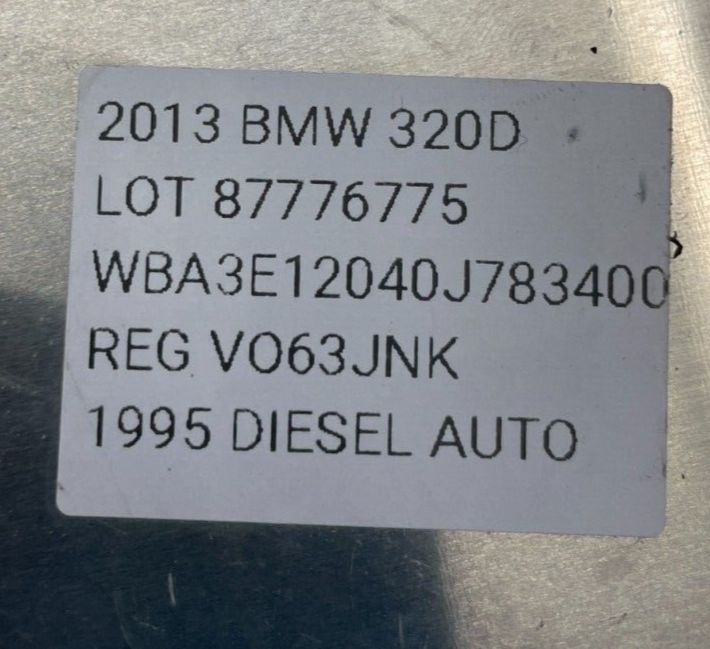 2013 BMW 320D
LOT 87776775
WBA3E12040J783400
REG VO63JNK
1995 DIESEL AUTO